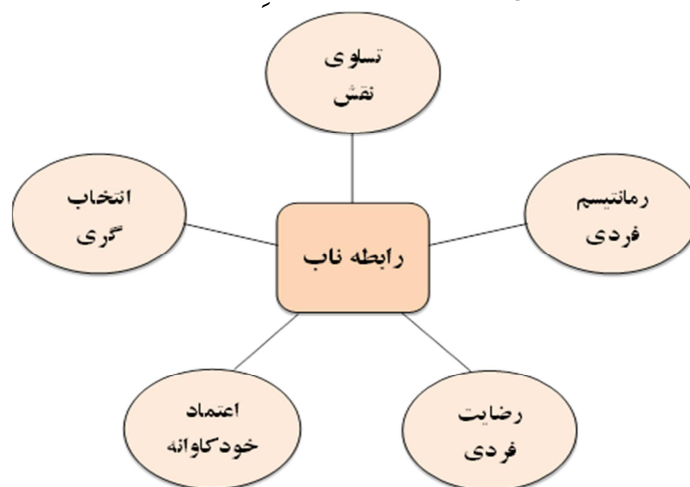 تساوی
نقش
رمانتیسم
فردی
انتخاب
گری
رابطه ناب
رضایت
فردی
اعتماد
خودکاوانه